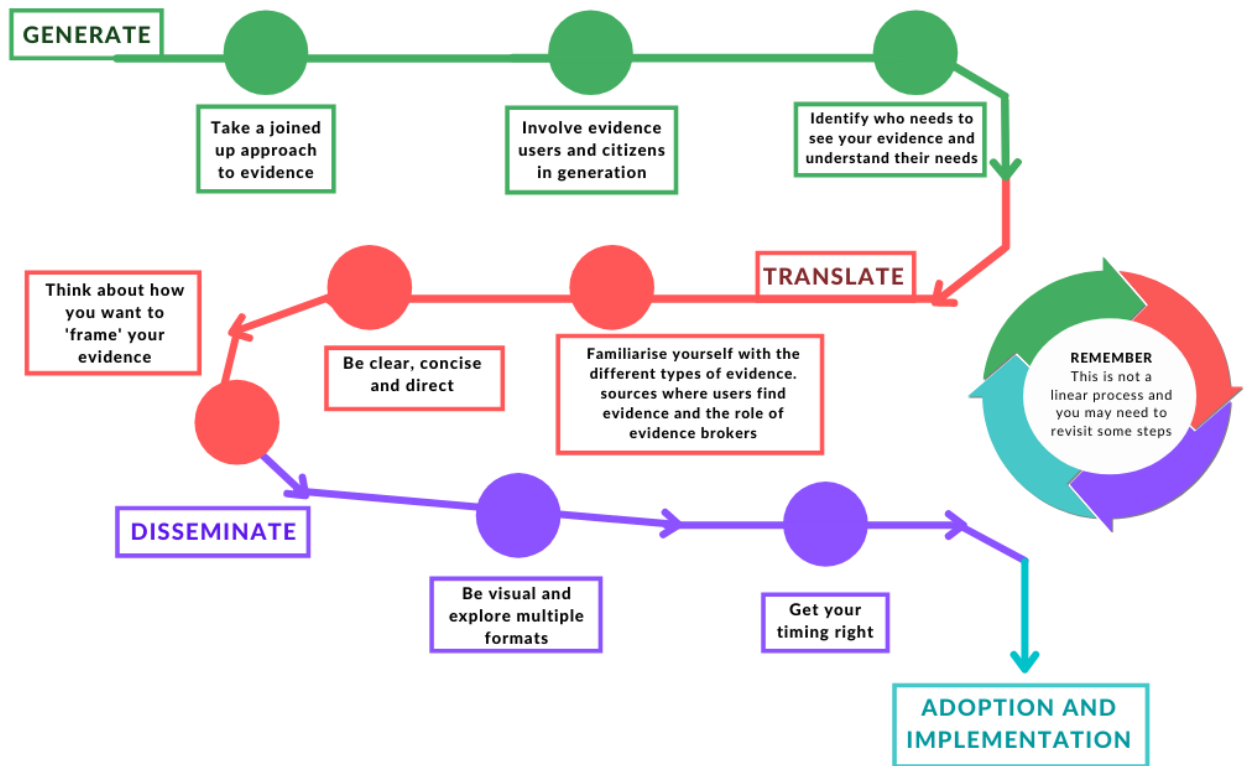 GENERATE
Take a joined
up approach
to evidence
Involve evidence
users and citizens
in generation
Identify who needs to
see your evidence and
understand their needs
TRANSLATE
Familiarise yourself with the
different types of evidence.
sources where users find
evidence and the role of
evidence brokers
Be clear, concise
and direct
Think about how
you want to
'frame' your
evidence
REMEMBER
This is not a
linear process and
you may need to
revisit some steps
DISSEMINATE
Be visual and
explore multiple
formats
Get your
timing right
ADOPTION AND
IMPLEMENTATION